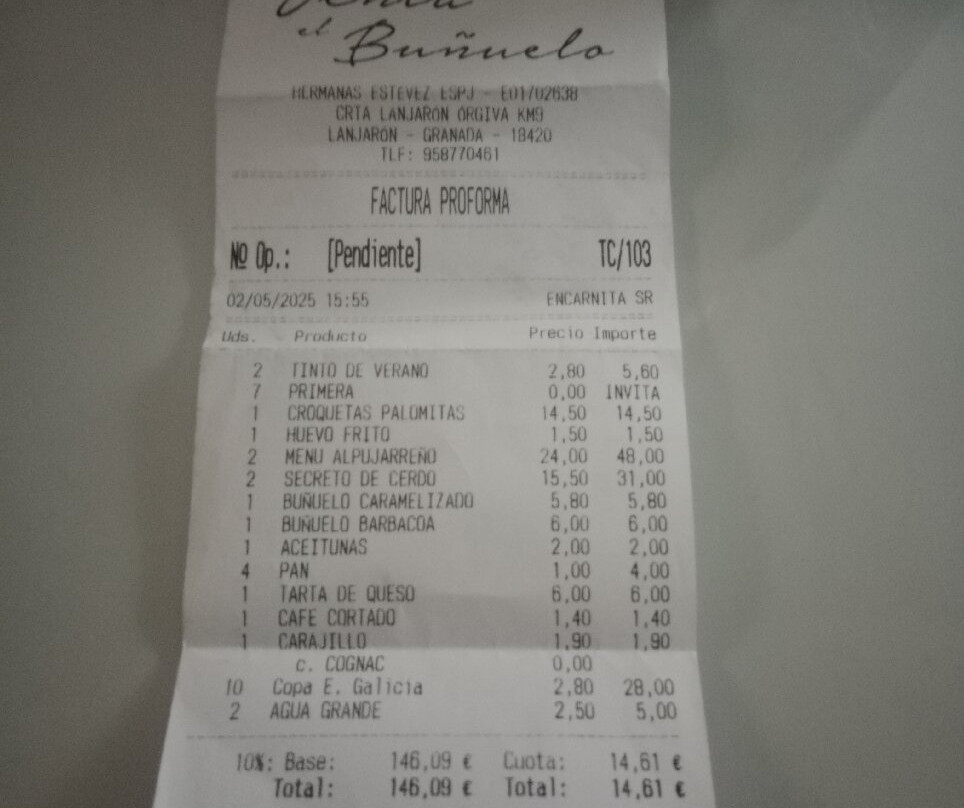 el Buñuelo
HERMANAS ESTEVEZ ESPJ - E01702638
CRTA LANJARON ORGIVA KM9
LANJARON - GRANADA - 18420
TLF: 958770461
FACTURA PROFORMA
Nº Op.: [Pendiente] TC/103
02/05/2025 15:55 ENCARNITA SR
Uds. Producto Precio Importe
2 TINTO DE VERANO 2,80 5,60
7 PRIMERA 0,00 INVITA
1 CROQUETAS PALOMITAS 14,50 14,50
1 HUEVO FRITO 1,50 1,50
2 MENU ALPUJARREÑO 24,00 48,00
2 SECRETO DE CERDO 15,50 31,00
1 BUÑUELO CARAMELIZADO 5,80 5,80
1 BUÑUELO BARBACOA 6,00 6,00
1 ACEITUNAS 2,00 2,00
4 PAN 1,00 4,00
1 TARTA DE QUESO 6,00 6,00
1 CAFE CORTADO 1,40 1,40
1 CARAJILLO 1,90 1,90
c. COGNAC 0,00
10 Copa E. Galicia 2,80 28,00
2 AGUA GRANDE 2,50 5,00
10%: Base: 146,09 € Cuota: 14,61 €
Total: 146,09 € Total: 14,61 €